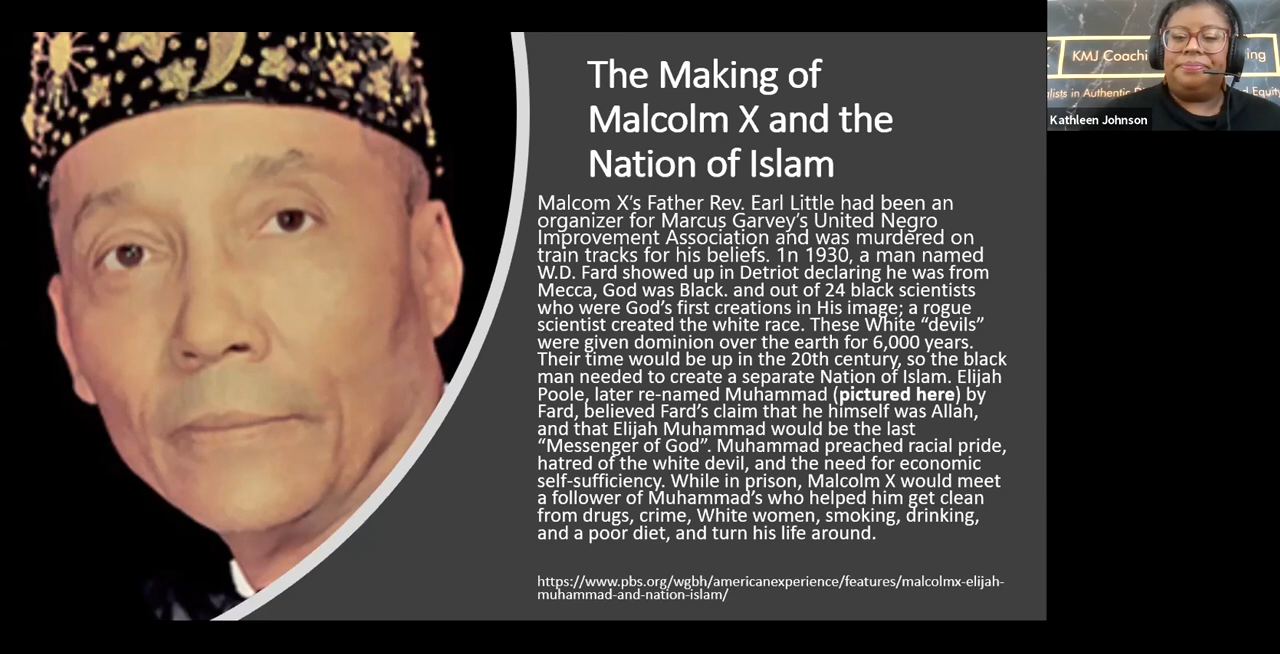 The Making of
Malcolm X and the
Nation of Islam
Malcom X's Father Rev. Earl Little had been an
organizer for Marcus Garvey's United Negro
Improvement Association and was murdered on
train tracks for his beliefs. 1n 1930, a man named
W.D. Fard showed up in Detriot declaring he was from
Mecca, God was Black. and out of 24 black scientists
who were God's first creations in His image; a rogue
scientist created the white race. These White “devils”
were given dominion over the earth for 6,000 years.
Their time would be up in the 20th century, so the black
man needed to create a separate Nation of Islam. Elijah
Poole, later re-named Muhammad (pictured here) by
Fard, believed Fard's claim that he himself was Allah,
and that Elijah Muhammad would be the last
“Messenger of God”. Muhammad preached racial pride,
hatred of the white devil, and the need for economic
self-sufficiency. While in prison, Malcolm X would meet
a follower of Muhammad's who helped him get clean
from drugs, crime, White women, smoking, drinking,
and a poor diet, and turn his life around.
https://www.pbs.org/wgbh/americanexperience/features/malcolmx-elijah-
muhammad-and-nation-islam/
KMJ Coachi ing
lists in Authentic d Equity
Kathleen Johnson